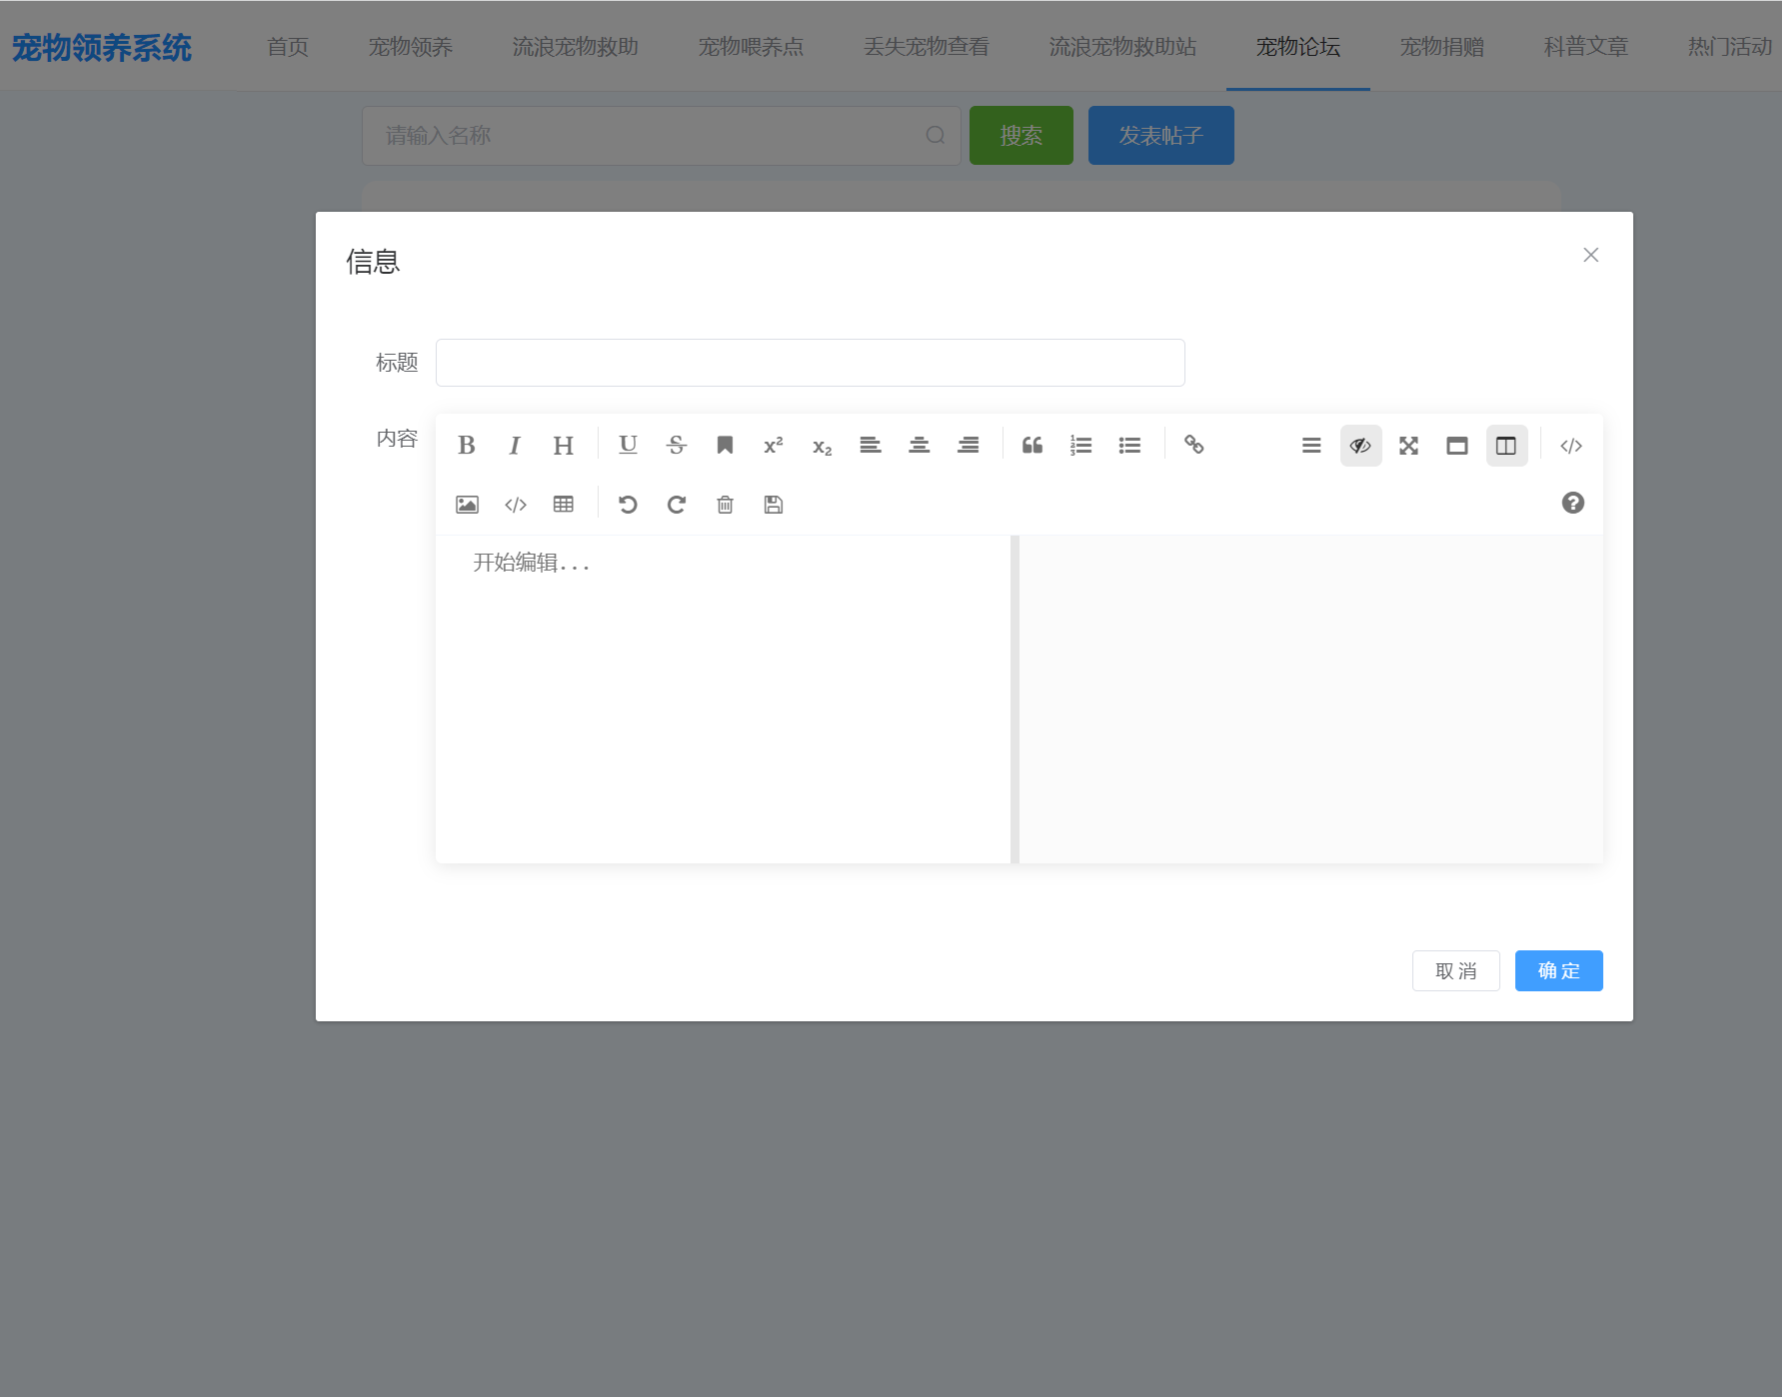 宠物领养系统 首页 宠物领养 流浪宠物救助 宠物喂养点 丢失宠物查看 流浪宠物救助站 宠物论坛 宠物捐赠 科普文章 热门活动
请输入名称 搜索 发表帖子
信息
标题
内容
开始编辑...
取消 确定